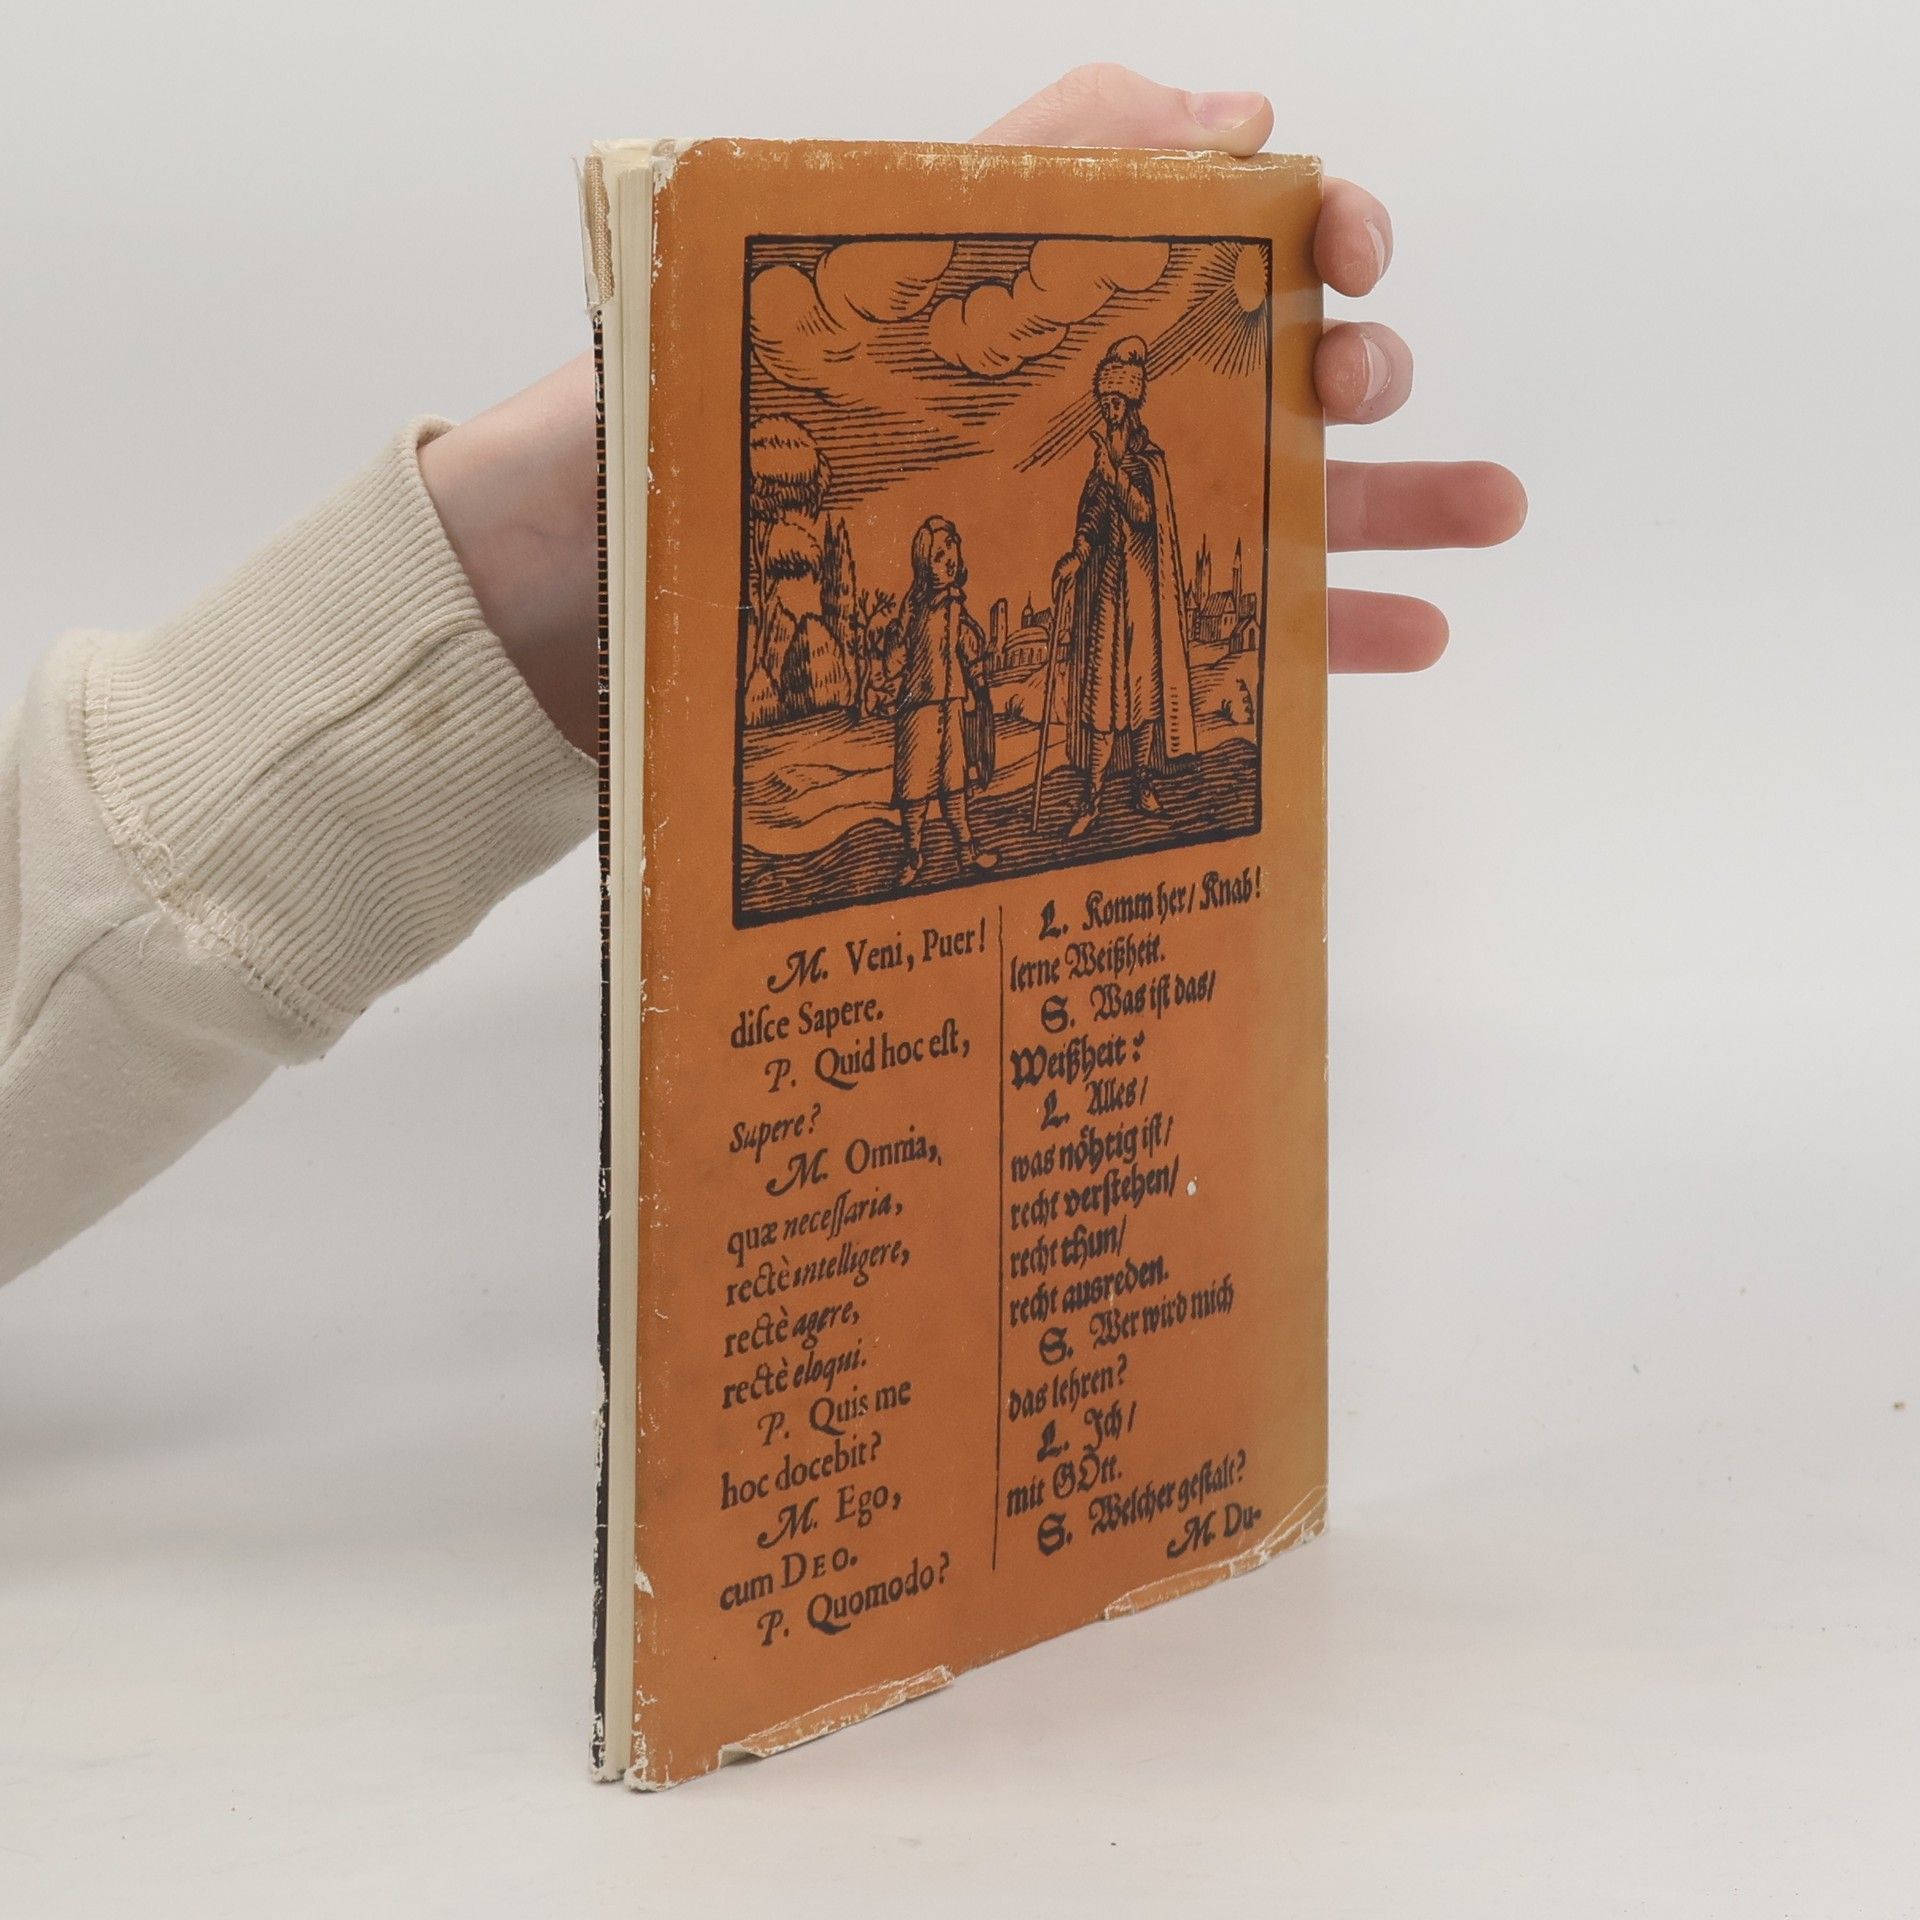 M. Veni, Puer!
diſce Sapere.
P. Quid hoc eſt,
Supere?
M. Omnia,
quæ neceſſaria,
rectè intelligere,
rectè agere,
rectè eloqui.
P. Quis me
hoc docebit?
M. Ego,
cum DEO.
P. Quomodo?
L. Komm her/ Knab!
lerne Weißheit.
S. Was iſt das/
Weißheit?
L. Alles/
was nöhtig iſt/
recht verſtehen/
recht thun/
recht ausreden.
S. Wer wird mich
das lehren?
L. Ich/
mit GOtt.
S. Welcher geſtalt?
M. Du-